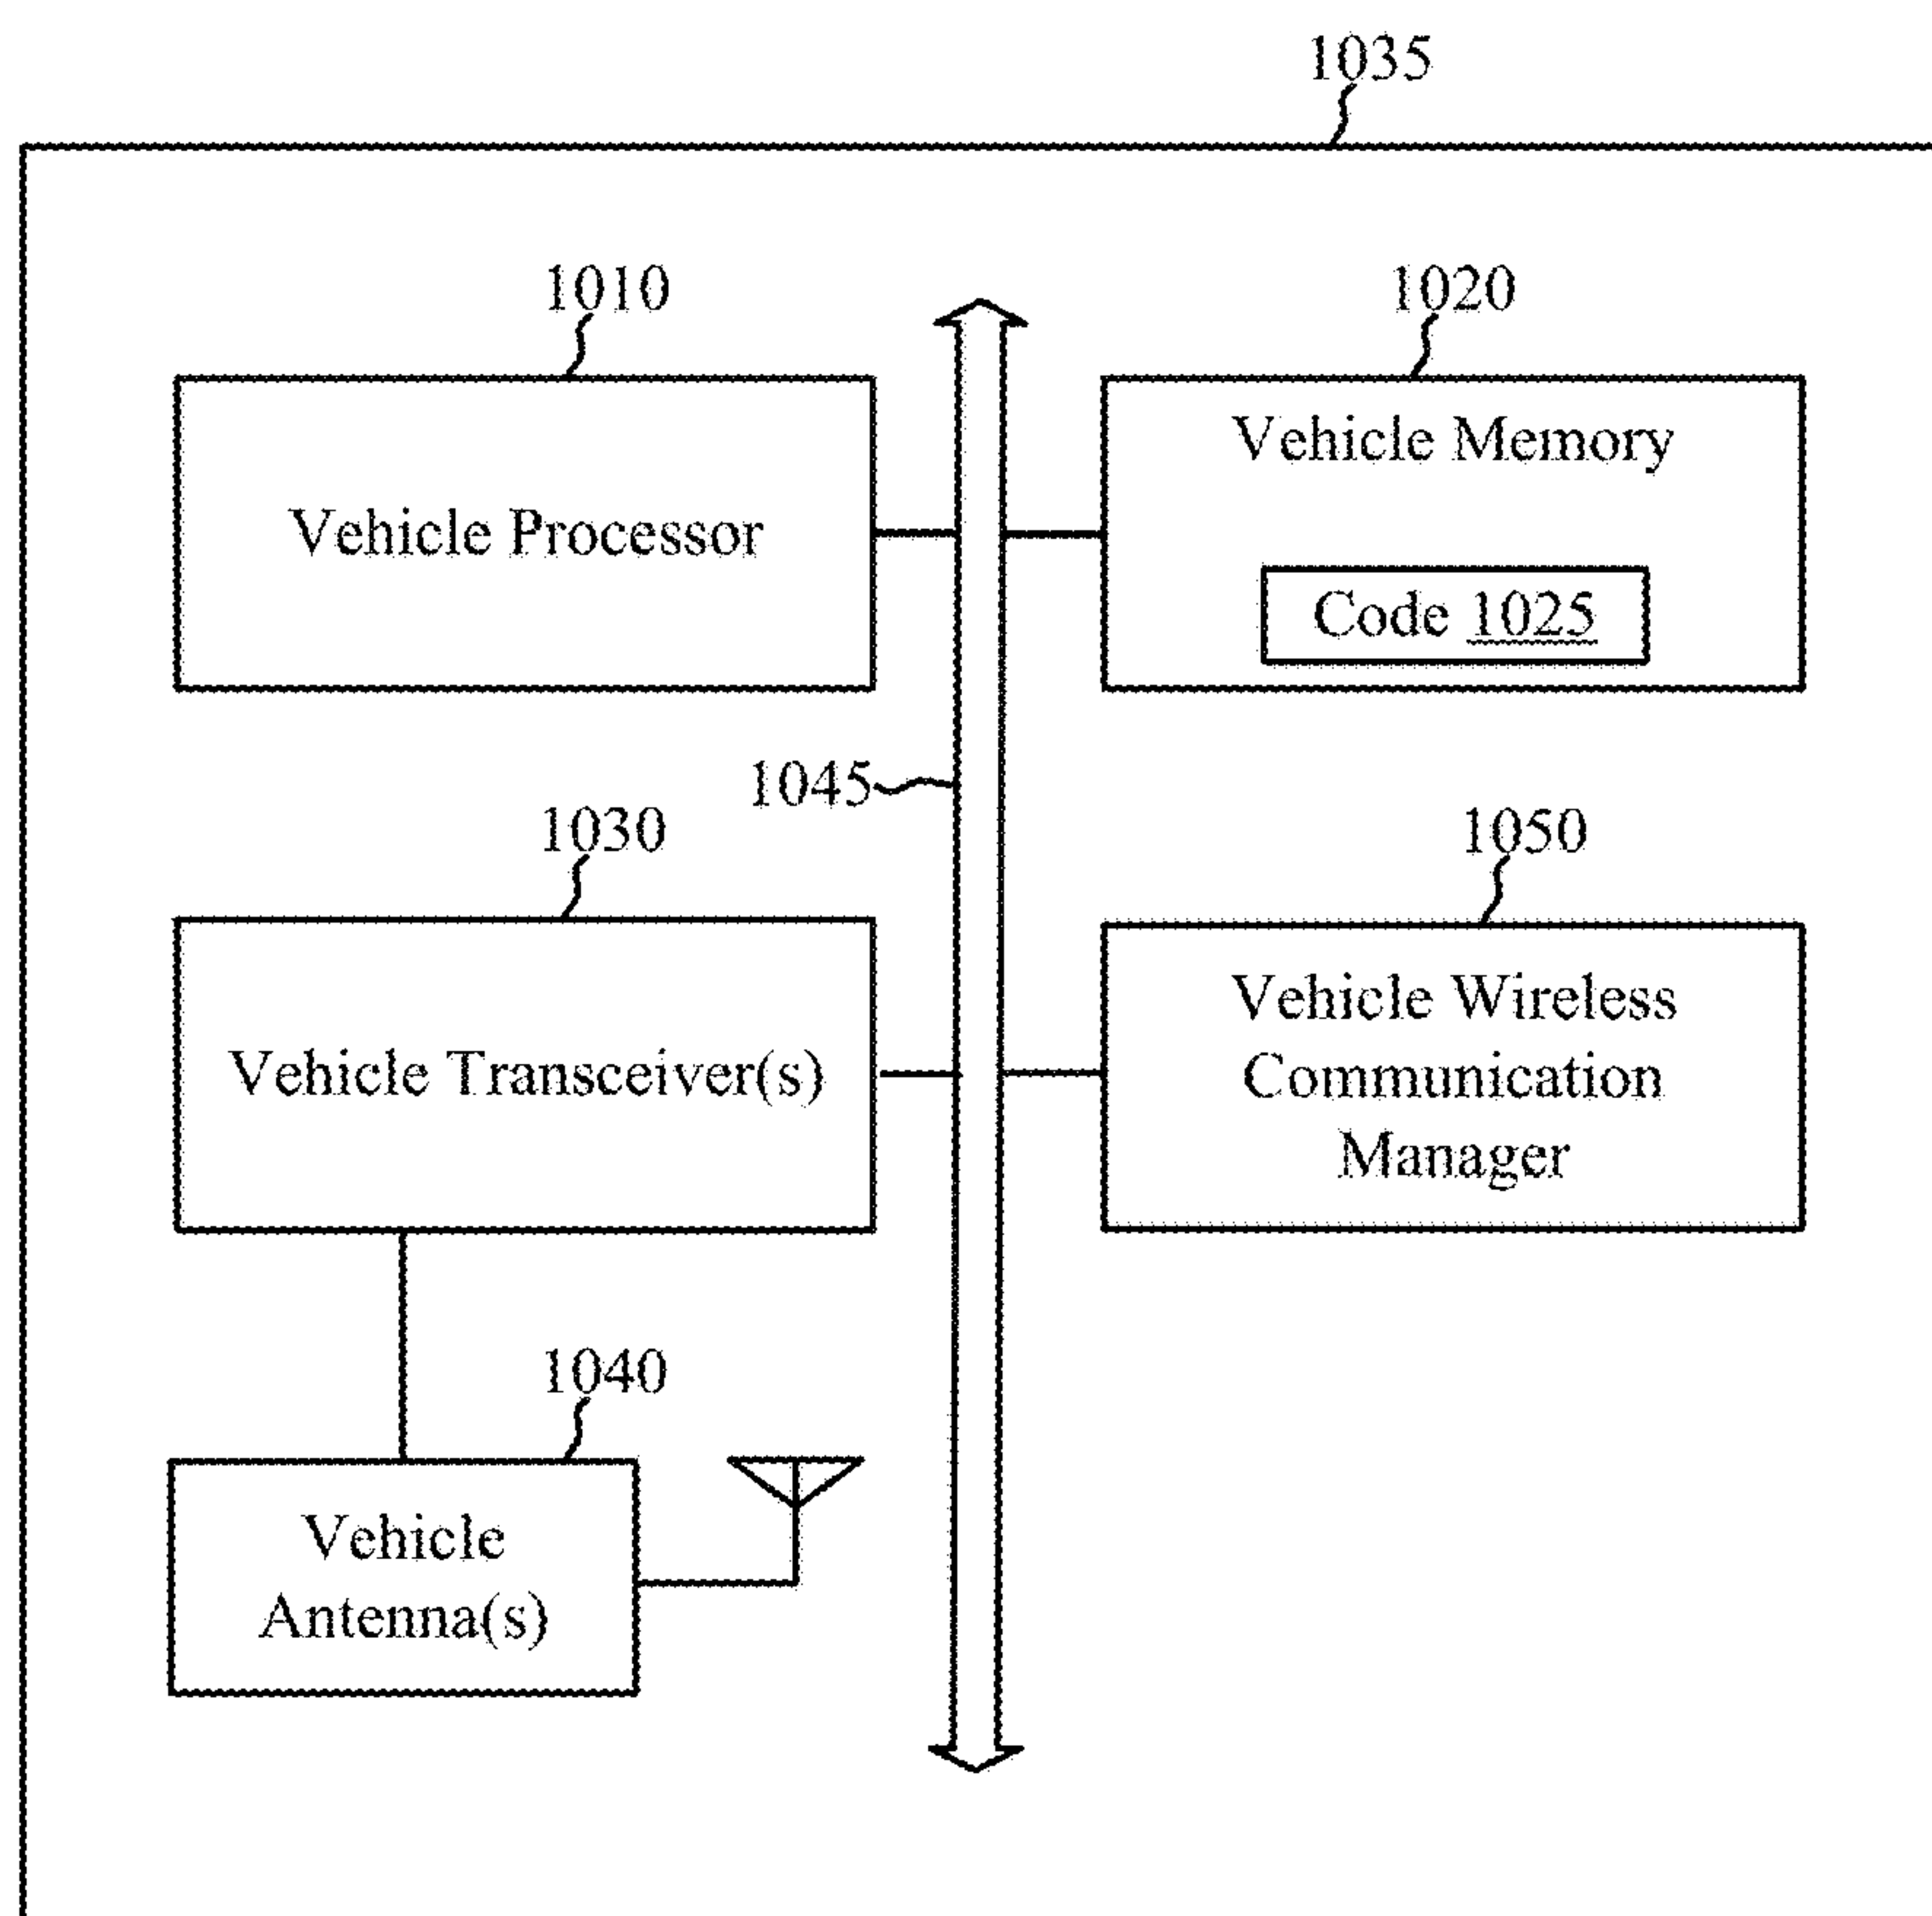 1035
1010
1020
Vehicle Processor
Vehicle Memory
Code 1025
1045
1030
1050
Vehicle Transceiver(s)
Vehicle Wireless
Communication
Manager
1040
Vehicle
Antenna(s)